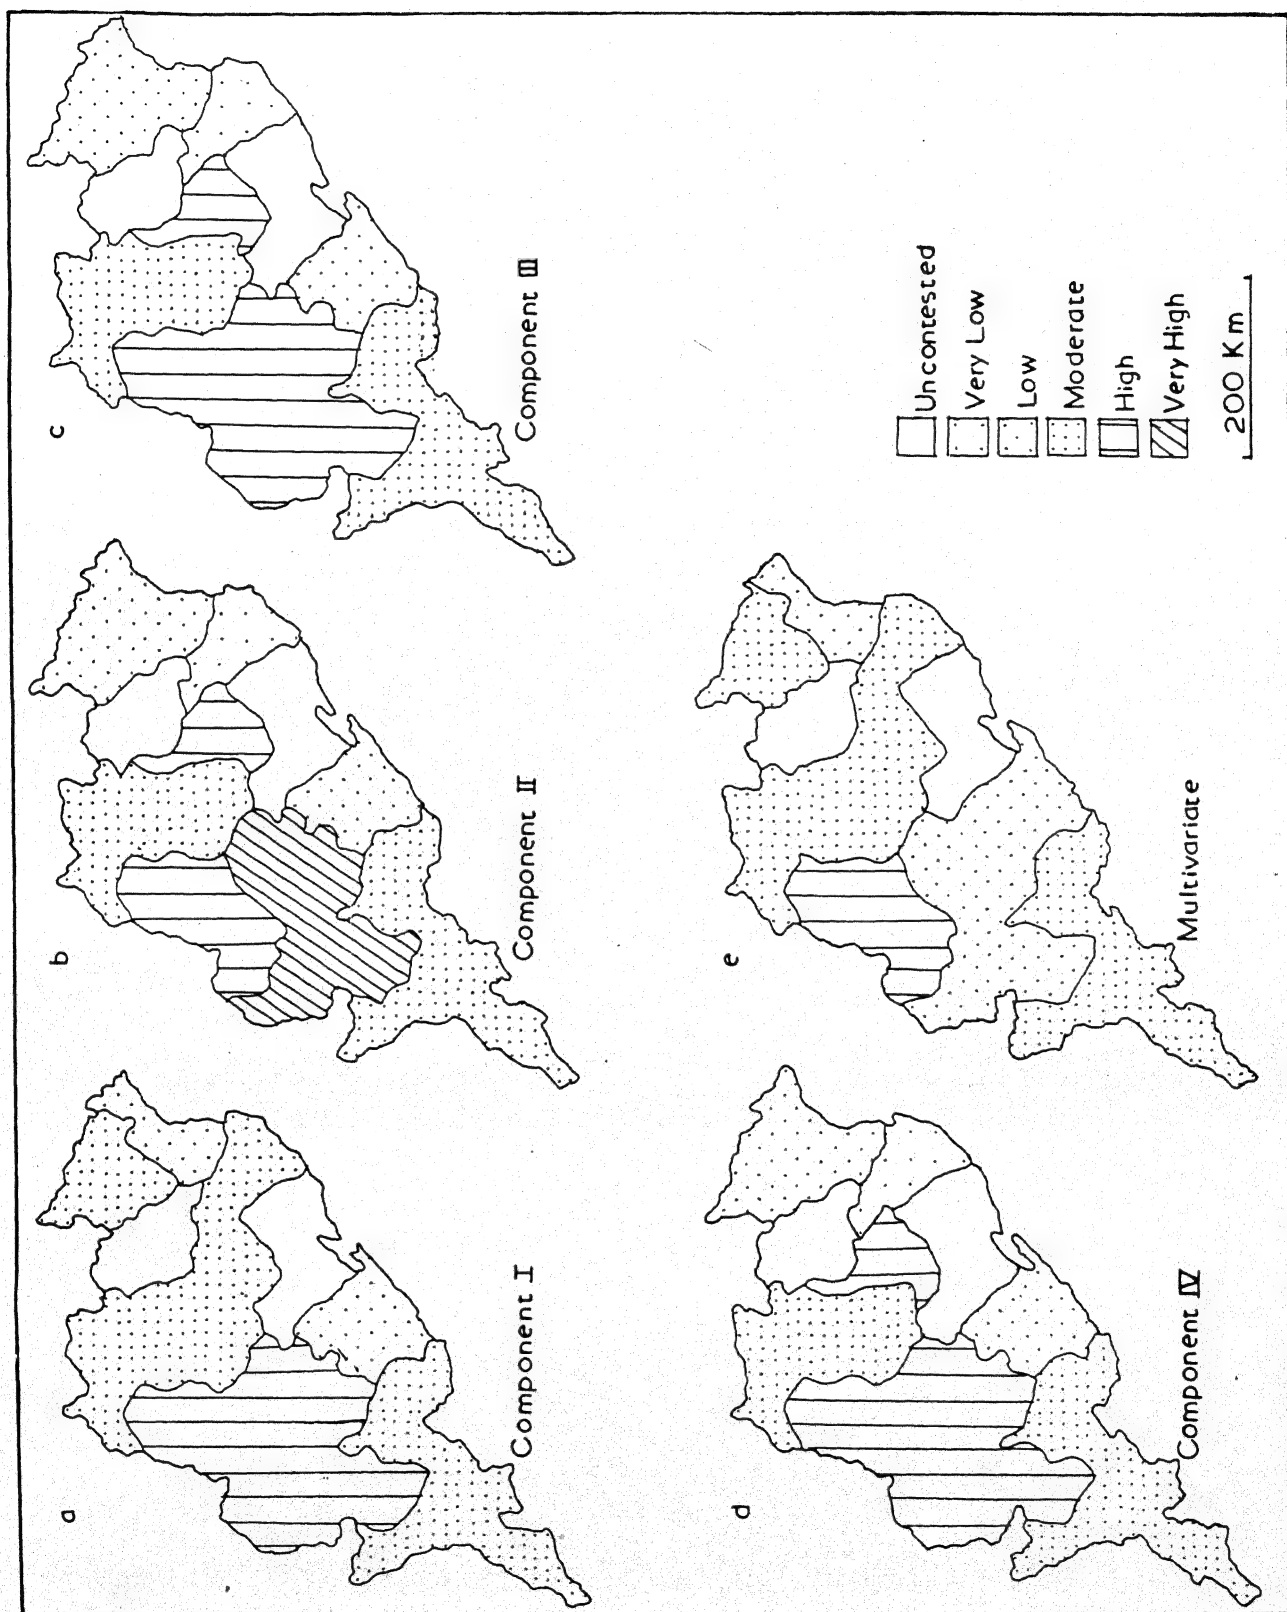 a
Component I
b
Component II
c
Component III
d
Component IV
e
Multivariate
Uncontested
Very Low
Low
Moderate
High
Very High
200 Km